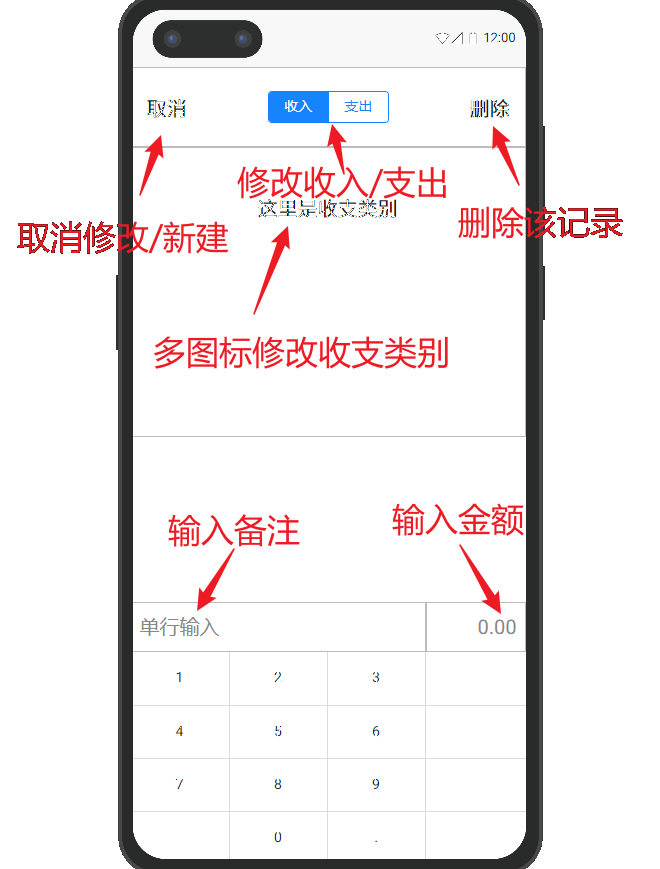 12:00
取消
收入
支出
删除
修改收入/支出
这里是收支类别
取消修改/新建
删除该记录
多图标修改收支类别
输入备注
输入金额
单行输入
0.00
1 2 3
4 5 6
7 8 9
0 .